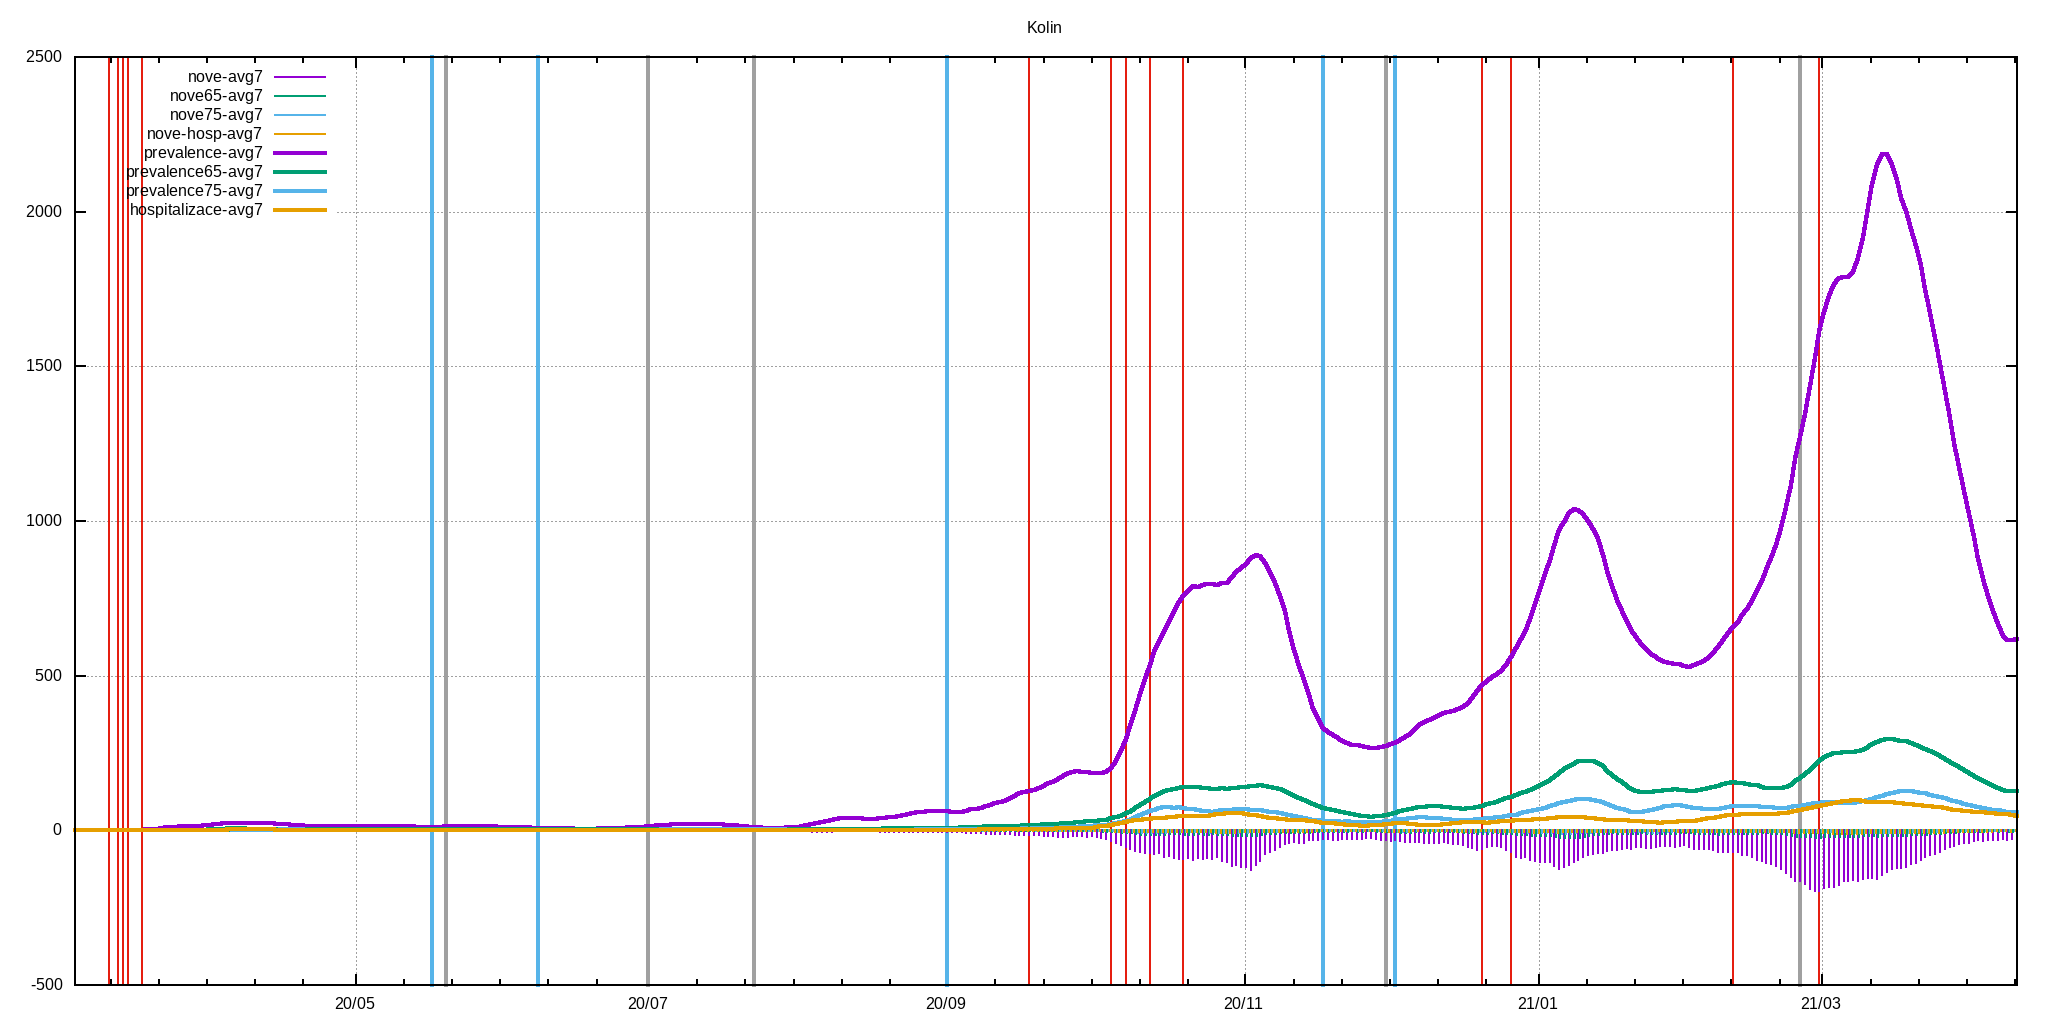 Kolin
2500
2000
1500
1000
500
0
-500
nove-avg7
nove65-avg7
nove75-avg7
nove-hosp-avg7
prevalence-avg7
prevalence65-avg7
prevalence75-avg7
hospitalizace-avg7
20/05
20/07
20/09
20/11
21/01
21/03